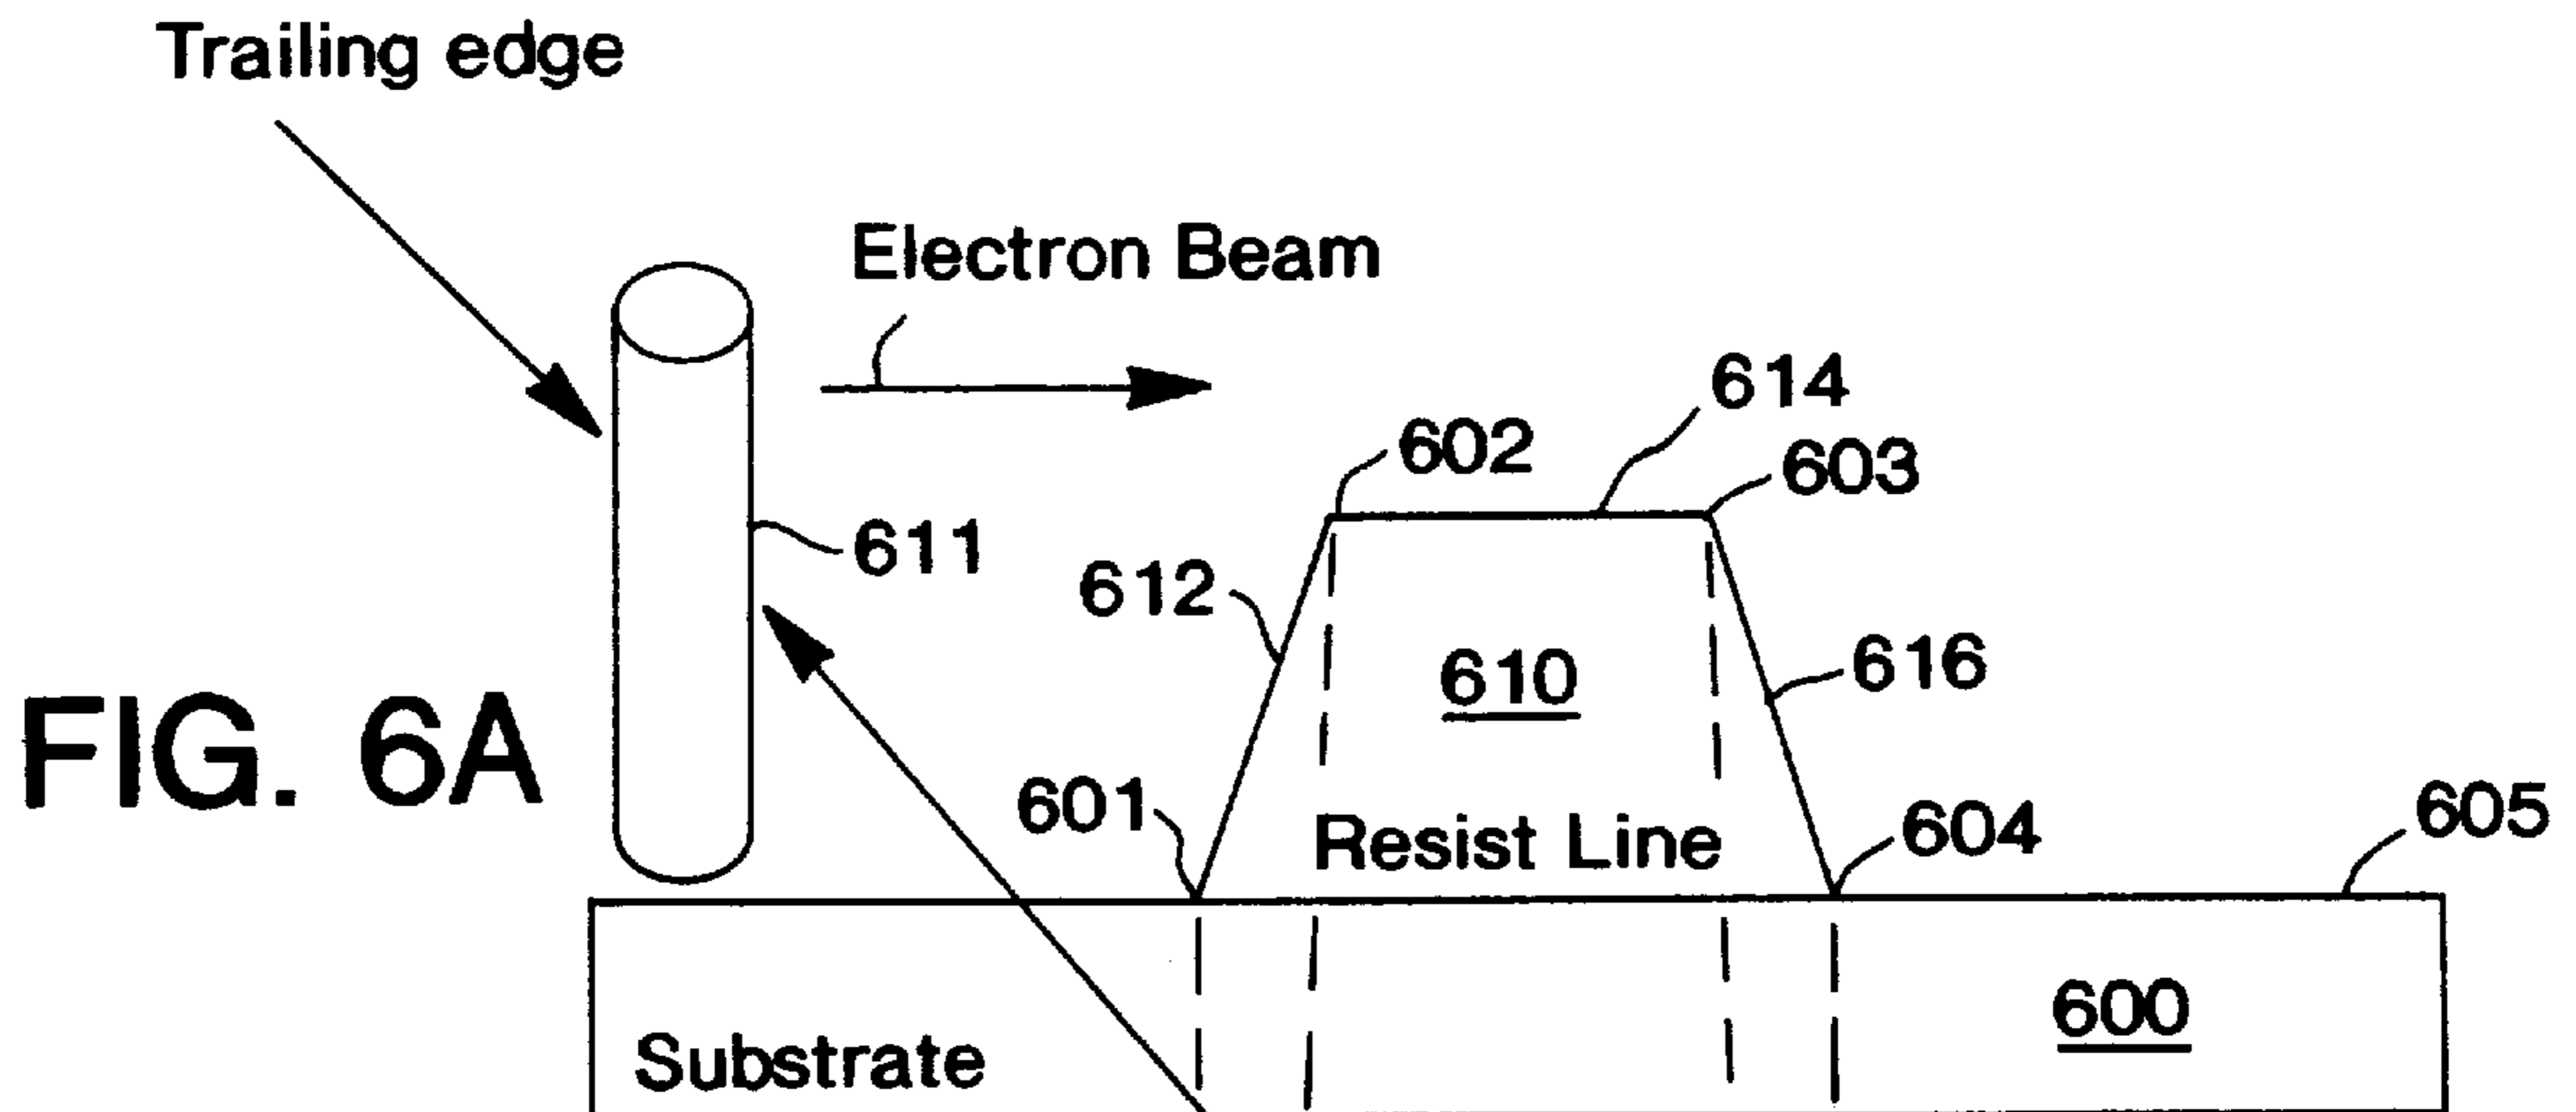 Trailing edge
Electron Beam
614
602
603
611
612
610
616
FIG. 6A
601
Resist Line
604
605
600
Substrate